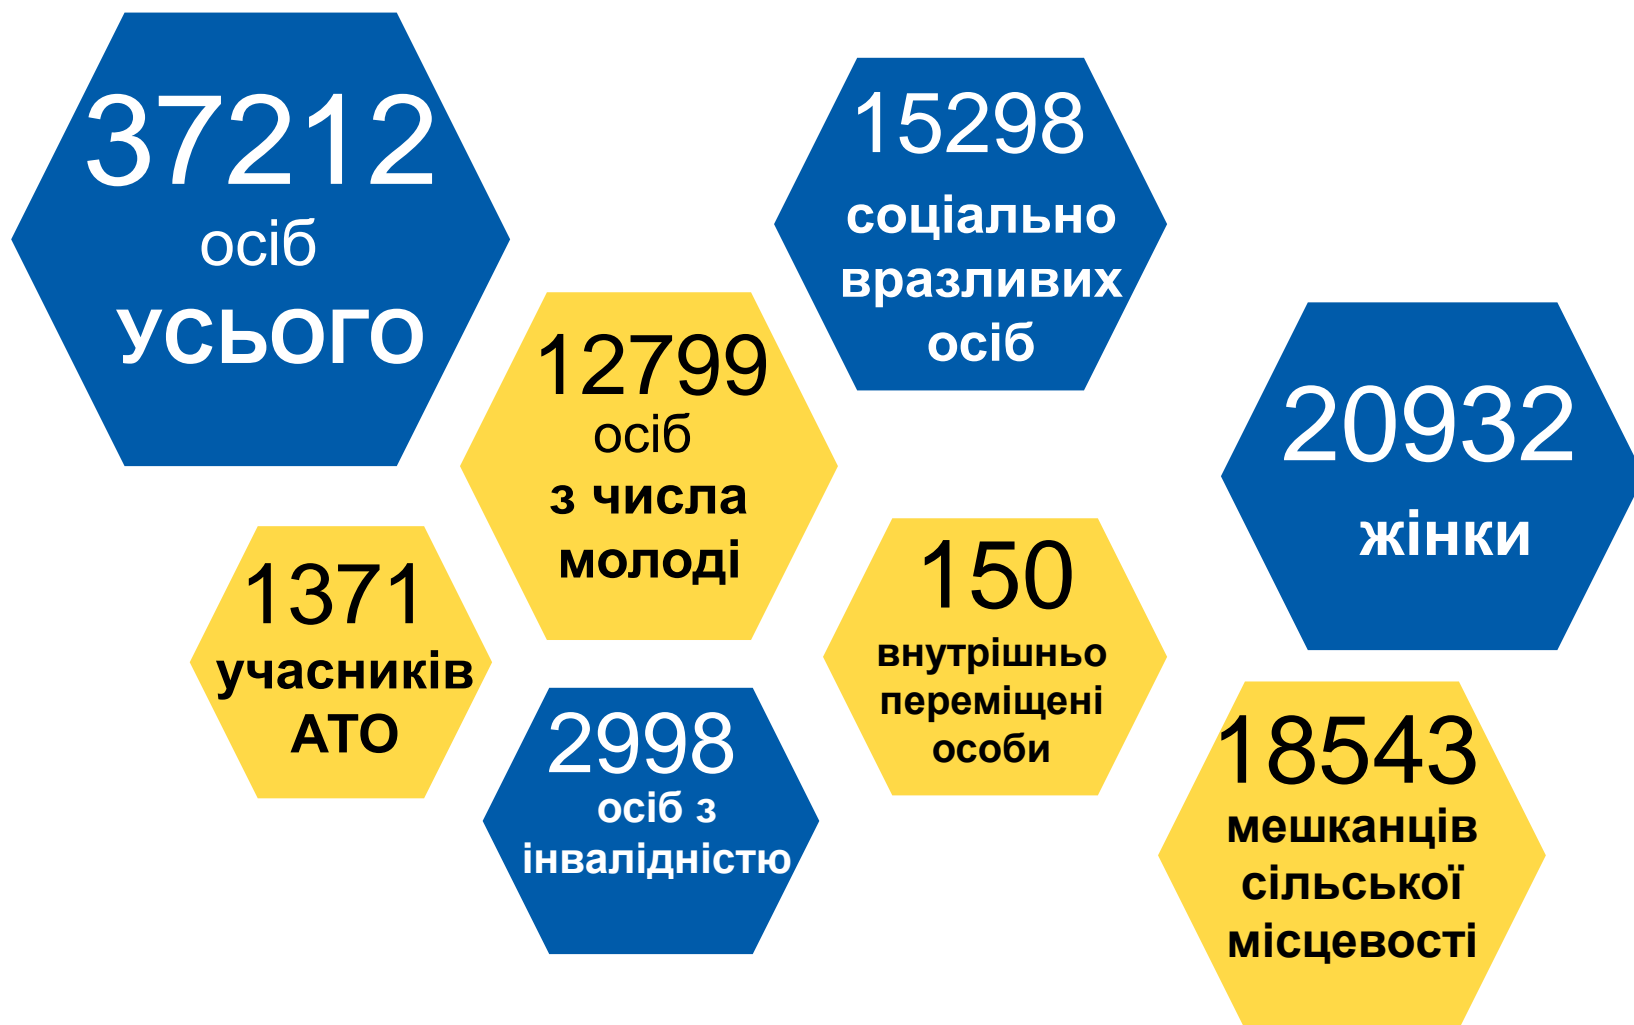 37212
осіб
УСЬОГО
15298
соціально
вразливих
осіб
12799
осіб
з числа
молоді
20932
жінки
1371
учасників
АТО
150
внутрішньо
переміщені
особи
2998
осіб з
інвалідністю
18543
мешканців
сільської
місцевості